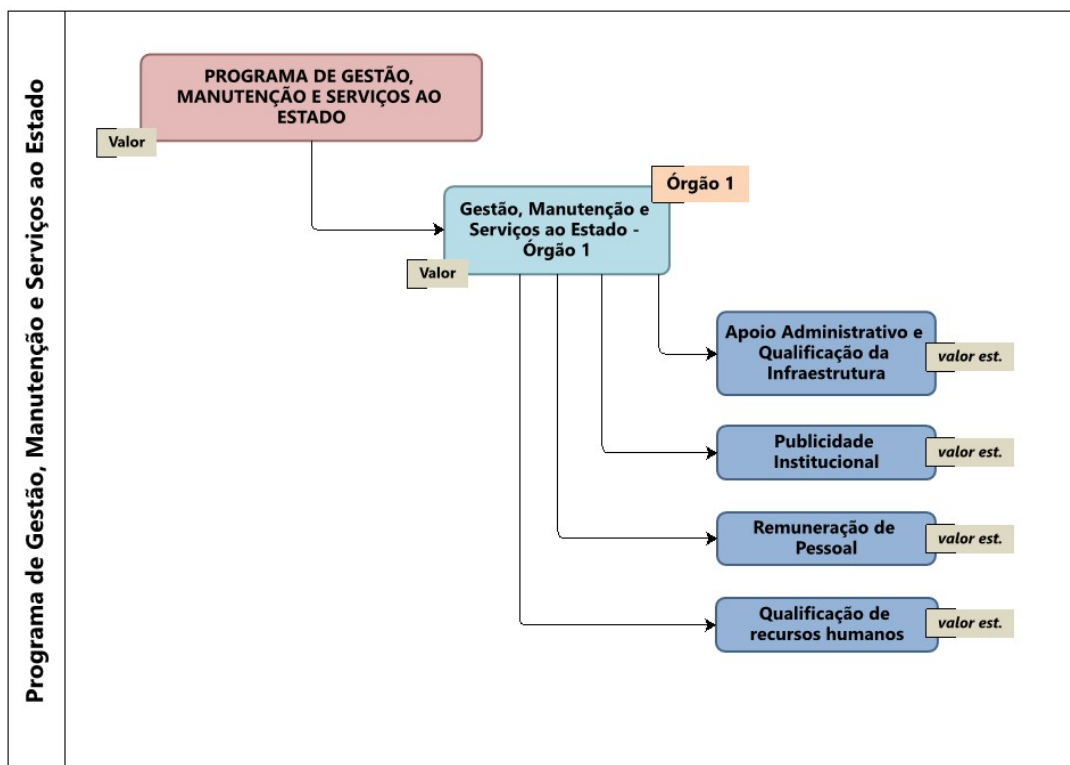 Programa de Gestão, Manutenção e Serviços ao Estado
PROGRAMA DE GESTÃO,
MANUTENÇÃO E SERVIÇOS AO
ESTADO
Valor
Órgão 1
Gestão, Manutenção e
Serviços ao Estado -
Órgão 1
Valor
Apoio Administrativo e
Qualificação da
Infraestrutura
valor est.
Publicidade
Institucional
valor est.
Remuneração de
Pessoal
valor est.
Qualificação de
recursos humanos
valor est.